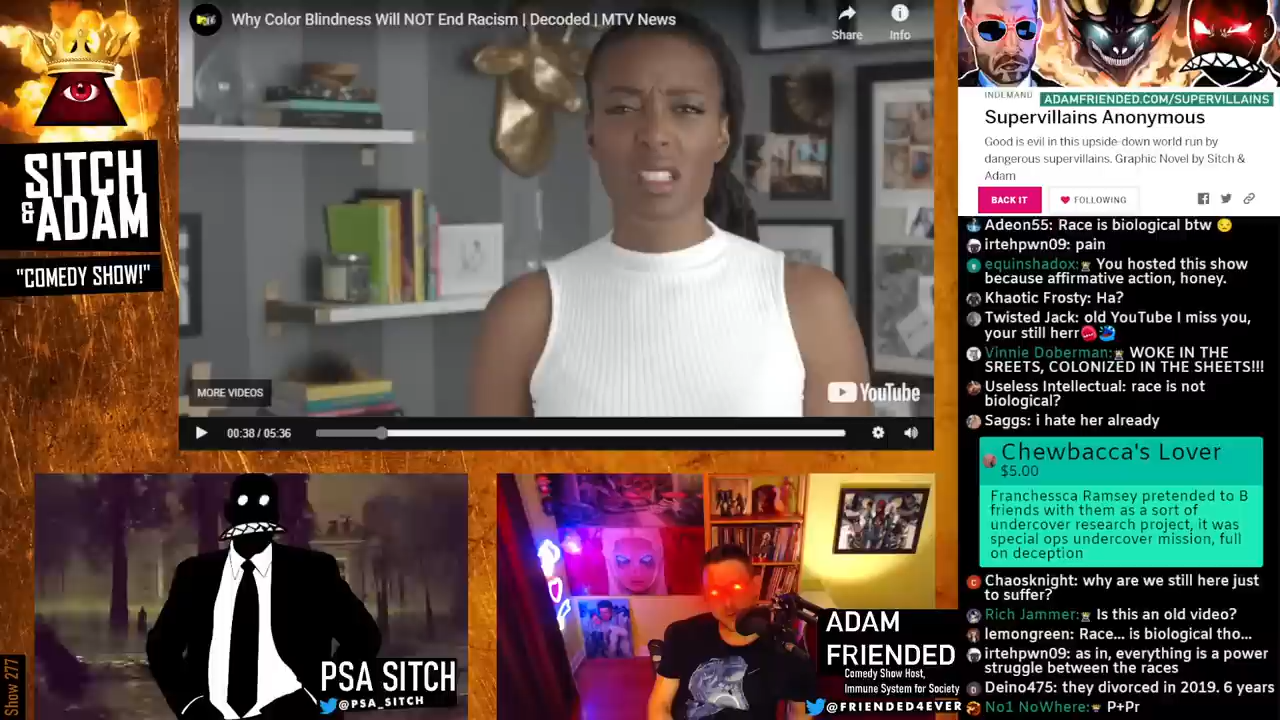 Why Color Blindness Will NOT End Racism | Decoded | MTV News
Share
Info
SITCH
& ADAM
"COMEDY SHOW!"
MORE VIDEOS
YouTube
00:38 / 05:36
INDEMAND
ADAMFRIENDED.COM/SUPERVILLAINS
Supervillains Anonymous
Good is evil in this upside-down world run by
dangerous supervillains. Graphic Novel by Sitch &
Adam
BACK IT
FOLLOWING
Adeon55: Race is biological btw 😒
irtehpwn09: pain
equinshadox: You hosted this show
because affirmative action, honey.
Khaotic Frosty: Ha?
Twisted Jack: old YouTube I miss you,
your still herr
Vinnie Doberman: WOKE IN THE
SREETS, COLONIZED IN THE SHEETS!!!
Useless Intellectual: race is not
biological?
Saggs: i hate her already
Chewbacca's Lover
$5.00
Franchessca Ramsey pretended to B
friends with them as a sort of
undercover research project, it was
special ops undercover mission, full
on deception
Chaosknight: why are we still here just
to suffer?
Rich Jammer: Is this an old video?
lemongreen: Race... is biological tho...
irtehpwn09: as in, everything is a power
struggle between the races
Deino475: they divorced in 2019. 6 years
No1 NoWhere: P+Pr
Show 277
PSA SITCH
@PSA_SITCH
ADAM
FRIENDED
Comedy Show Host,
Immune System for Society
@FRIENDED4EVER